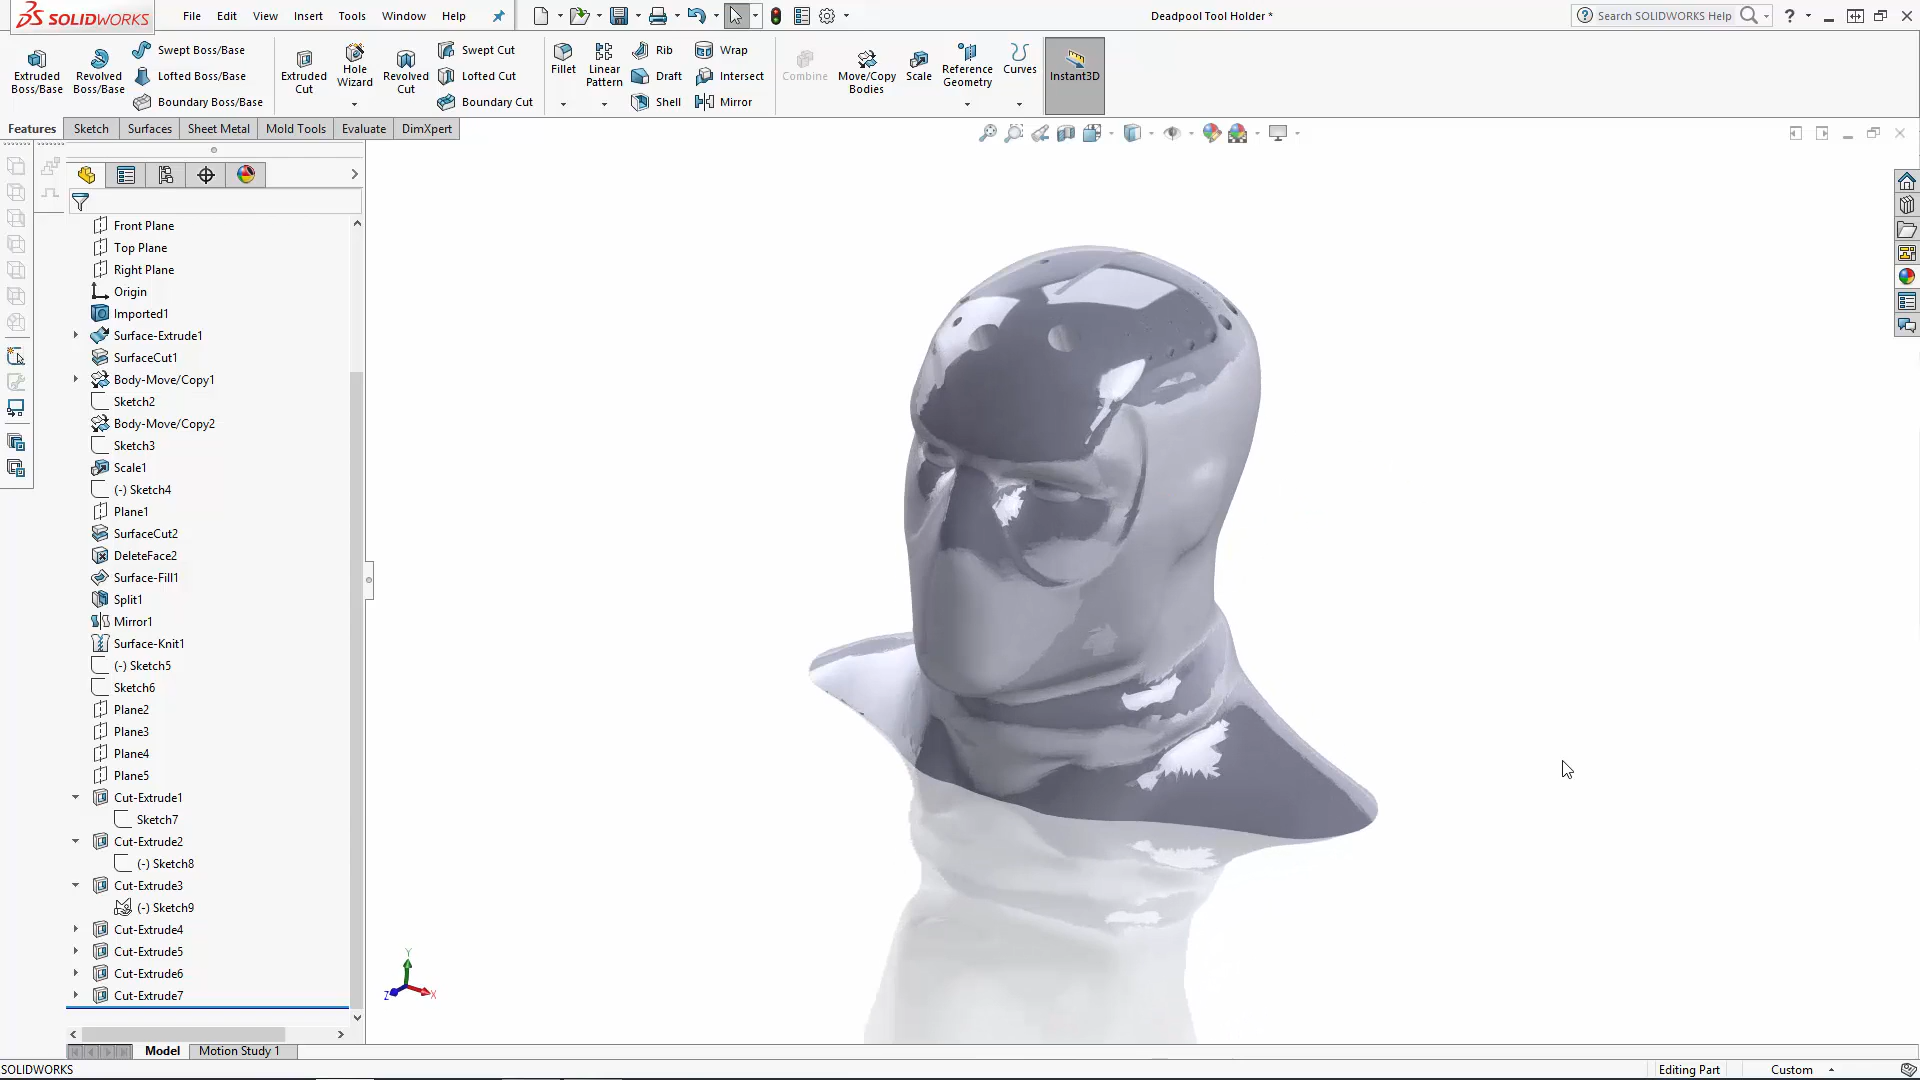 SOLIDWORKS File Edit View Insert Tools Window Help Deadpool Tool Holder * Search SOLIDWORKS Help ?
Extruded Boss/Base
Revolved Boss/Base
Swept Boss/Base
Lofted Boss/Base
Boundary Boss/Base
Extruded Cut
Hole Wizard
Revolved Cut
Swept Cut
Lofted Cut
Boundary Cut
Fillet
Linear Pattern
Rib
Draft
Shell
Wrap
Intersect
Mirror
Combine
Move/Copy Bodies
Scale
Reference Geometry
Curves
Instant3D
Features Sketch Surfaces Sheet Metal Mold Tools Evaluate DimXpert
Front Plane
Top Plane
Right Plane
Origin
Imported1
Surface-Extrude1
SurfaceCut1
Body-Move/Copy1
Sketch2
Body-Move/Copy2
Sketch3
Scale1
(-) Sketch4
Plane1
SurfaceCut2
DeleteFace2
Surface-Fill1
Split1
Mirror1
Surface-Knit1
(-) Sketch5
Sketch6
Plane2
Plane3
Plane4
Plane5
Cut-Extrude1
Sketch7
Cut-Extrude2
(-) Sketch8
Cut-Extrude3
(-) Sketch9
Cut-Extrude4
Cut-Extrude5
Cut-Extrude6
Cut-Extrude7
Y
Z X
Model Motion Study 1
SOLIDWORKS Editing Part Custom